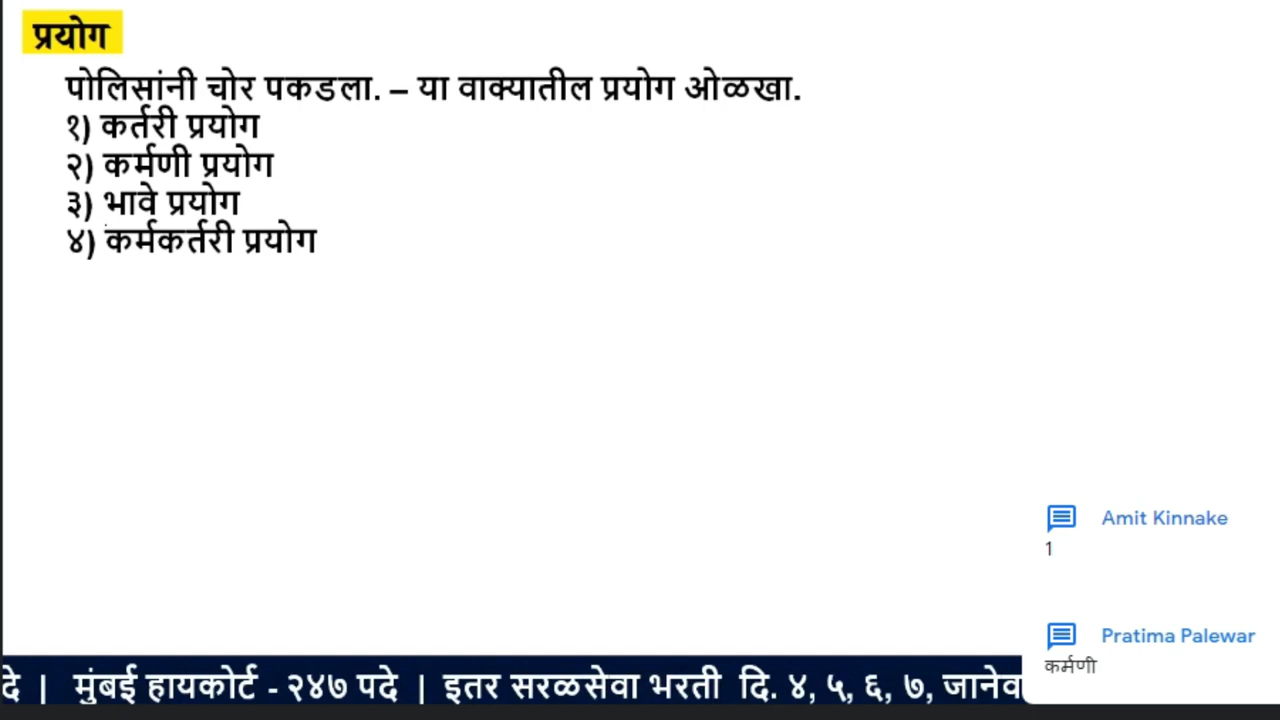 प्रयोग
पोलिसांनी चोर पकडला. – या वाक्यातील प्रयोग ओळखा.
१) कर्तरी प्रयोग
२) कर्मणी प्रयोग
३) भावे प्रयोग
४) कर्मकर्तरी प्रयोग
Amit Kinnake
1
Pratima Palewar
कर्मणी
दे | मुंबई हायकोर्ट - २४७ पदे | इतर सरळसेवा भरती दि. ४, ५, ६, ७, जानेव